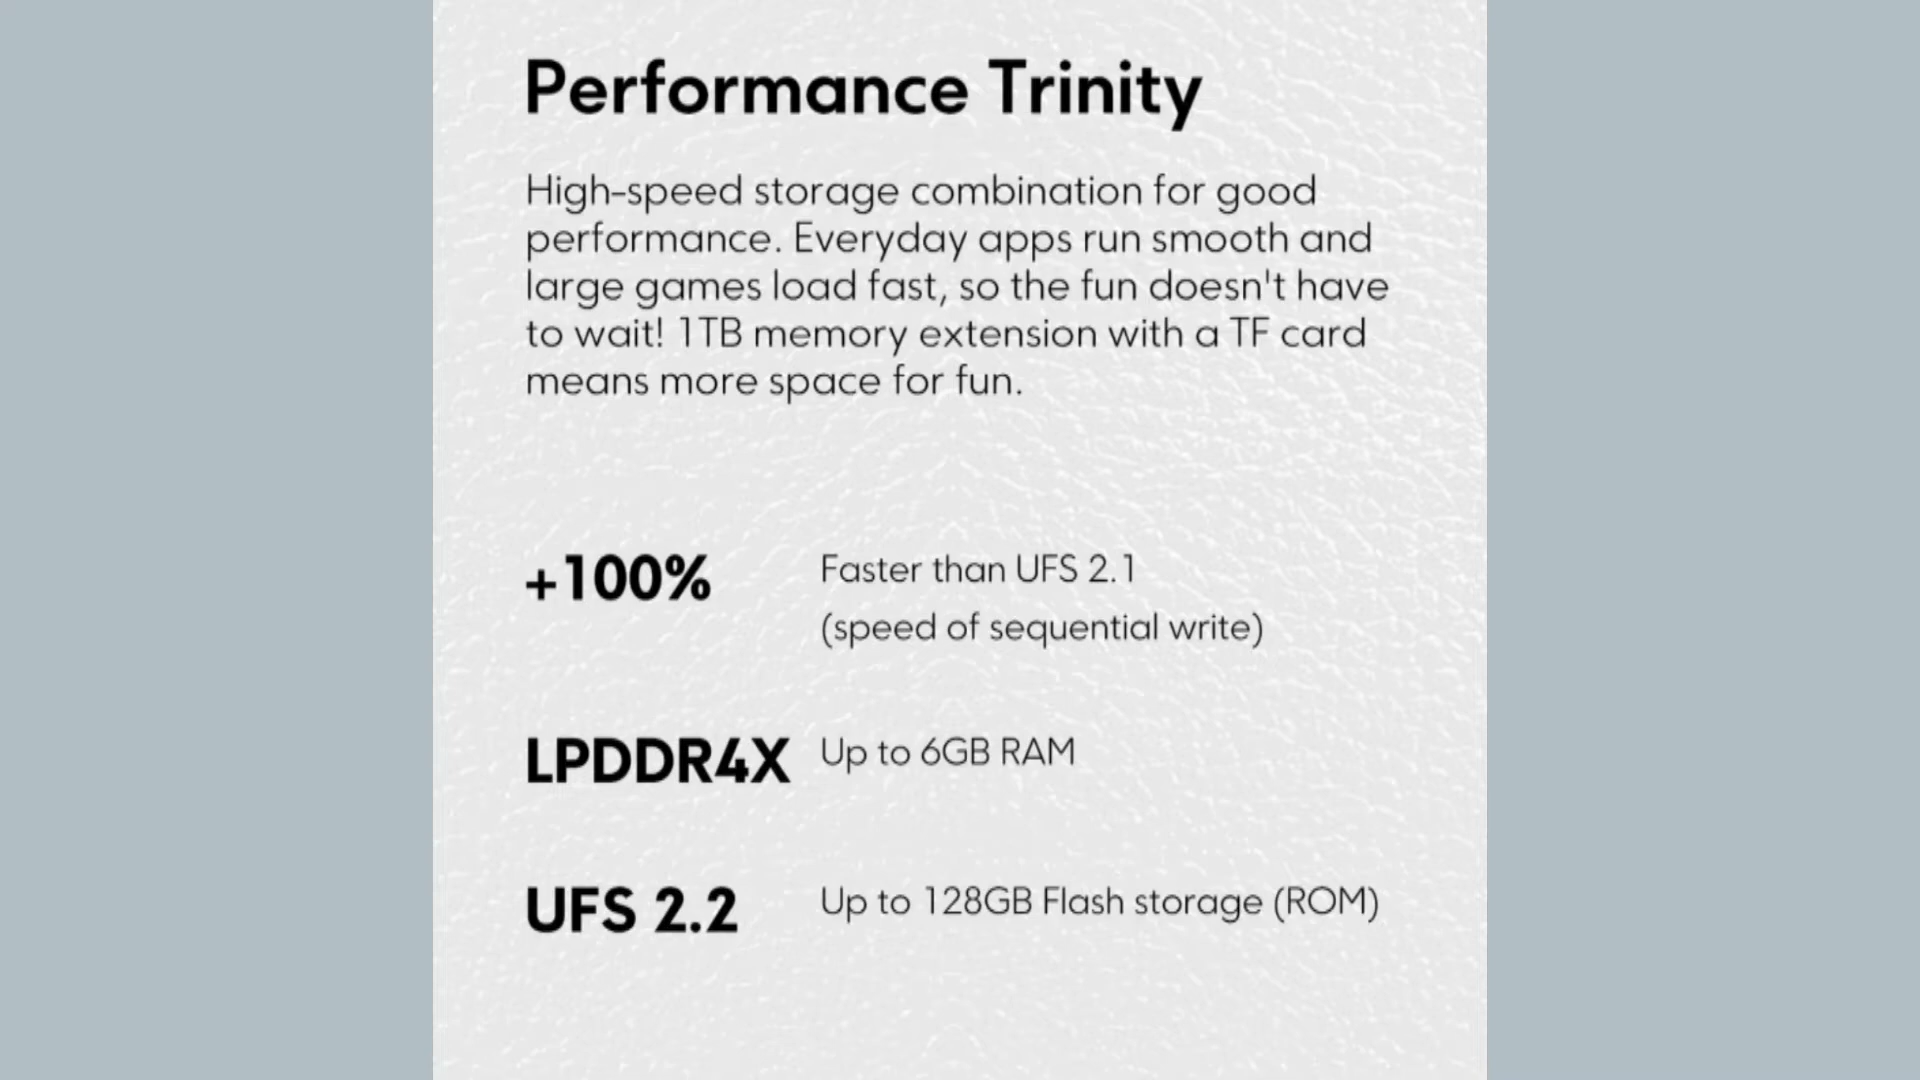 Performance Trinity
High-speed storage combination for good
performance. Everyday apps run smooth and
large games load fast, so the fun doesn't have
to wait! 1TB memory extension with a TF card
means more space for fun.
+100% Faster than UFS 2.1
(speed of sequential write)
LPDDR4X Up to 6GB RAM
UFS 2.2 Up to 128GB Flash storage (ROM)